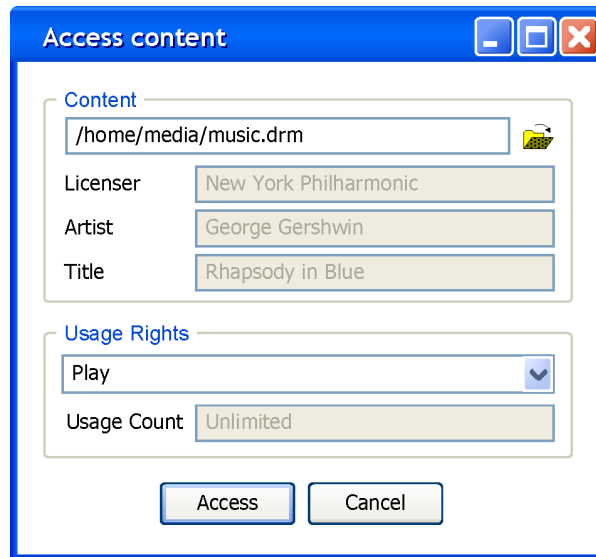 Access content
Content
/home/media/music.drm
Licenser New York Philharmonic
Artist George Gershwin
Title Rhapsody in Blue
Usage Rights
Play
Usage Count Unlimited
Access Cancel